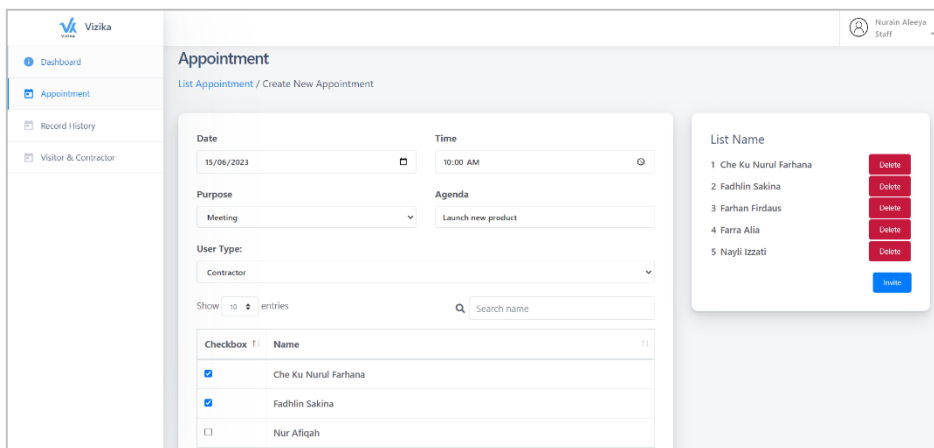 Vizika
VIZIKA
Nurain Aleeya
Staff
Dashboard
Appointment
Record History
Visitor & Contractor
Appointment
List Appointment / Create New Appointment
Date
Time
15/06/2023
10:00 AM
Purpose
Agenda
Meeting
Launch new product
User Type:
Contractor
Show 10 entries
Search name
Checkbox
Name
Che Ku Nurul Farhana
Fadhlin Sakina
Nur Afiqah
List Name
1 Che Ku Nurul Farhana Delete
2 Fadhlin Sakina Delete
3 Farhan Firdaus Delete
4 Farra Alia Delete
5 Nayli Izzati Delete
Invite